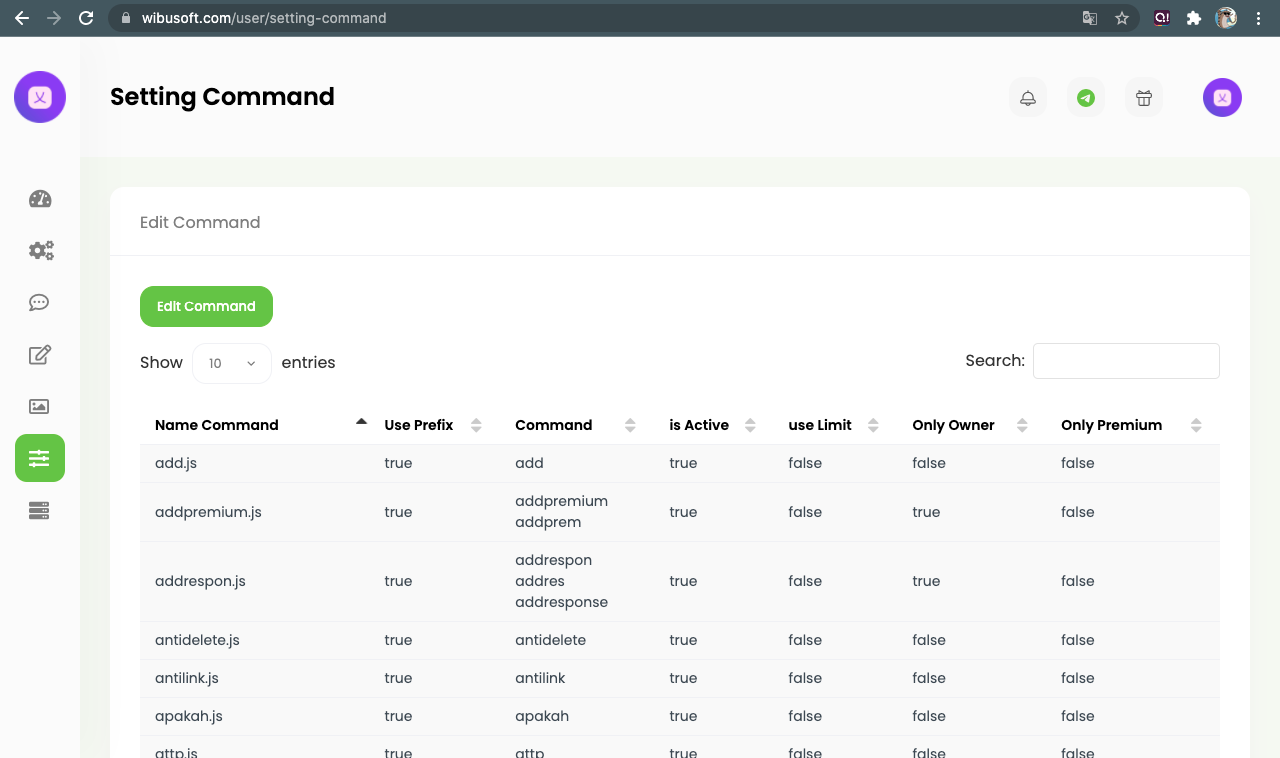 wibusoft.com/user/setting-command
Setting Command
Edit Command
Edit Command
Show 10 entries
Search:
Name Command Use Prefix Command is Active use Limit Only Owner Only Premium
add.js true add true false false false
addpremium.js true addpremium addprem true false true false
addrespon.js true addrespon addres addresponse true false true false
antidelete.js true antidelete true false false false
antilink.js true antilink true false false false
apakah.js true apakah true false false false
attp.js true attp true false false false